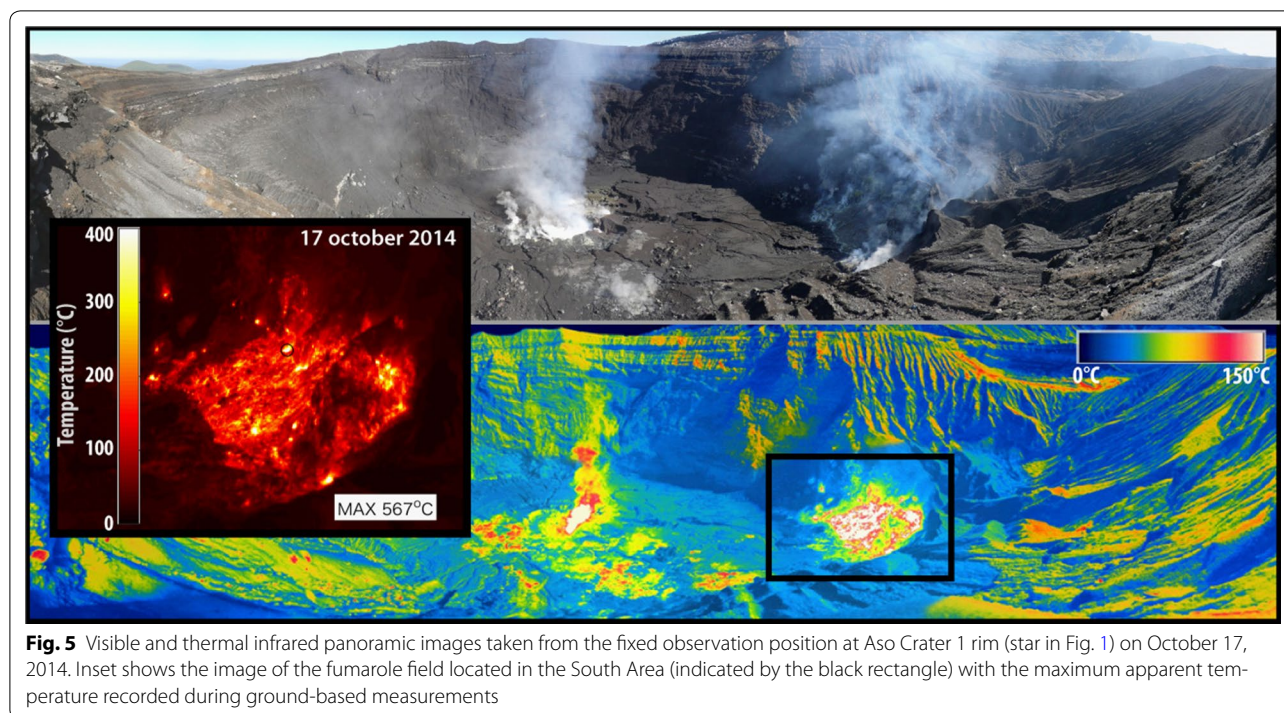 17 october 2014
400
300
200
100
0
Temperature (°C)
MAX 567°C
0°C
150°C
Fig. 5 Visible and thermal infrared panoramic images taken from the fixed observation position at Aso Crater 1 rim (star in Fig. 1) on October 17,
2014. Inset shows the image of the fumarole field located in the South Area (indicated by the black rectangle) with the maximum apparent tem-
perature recorded during ground-based measurements